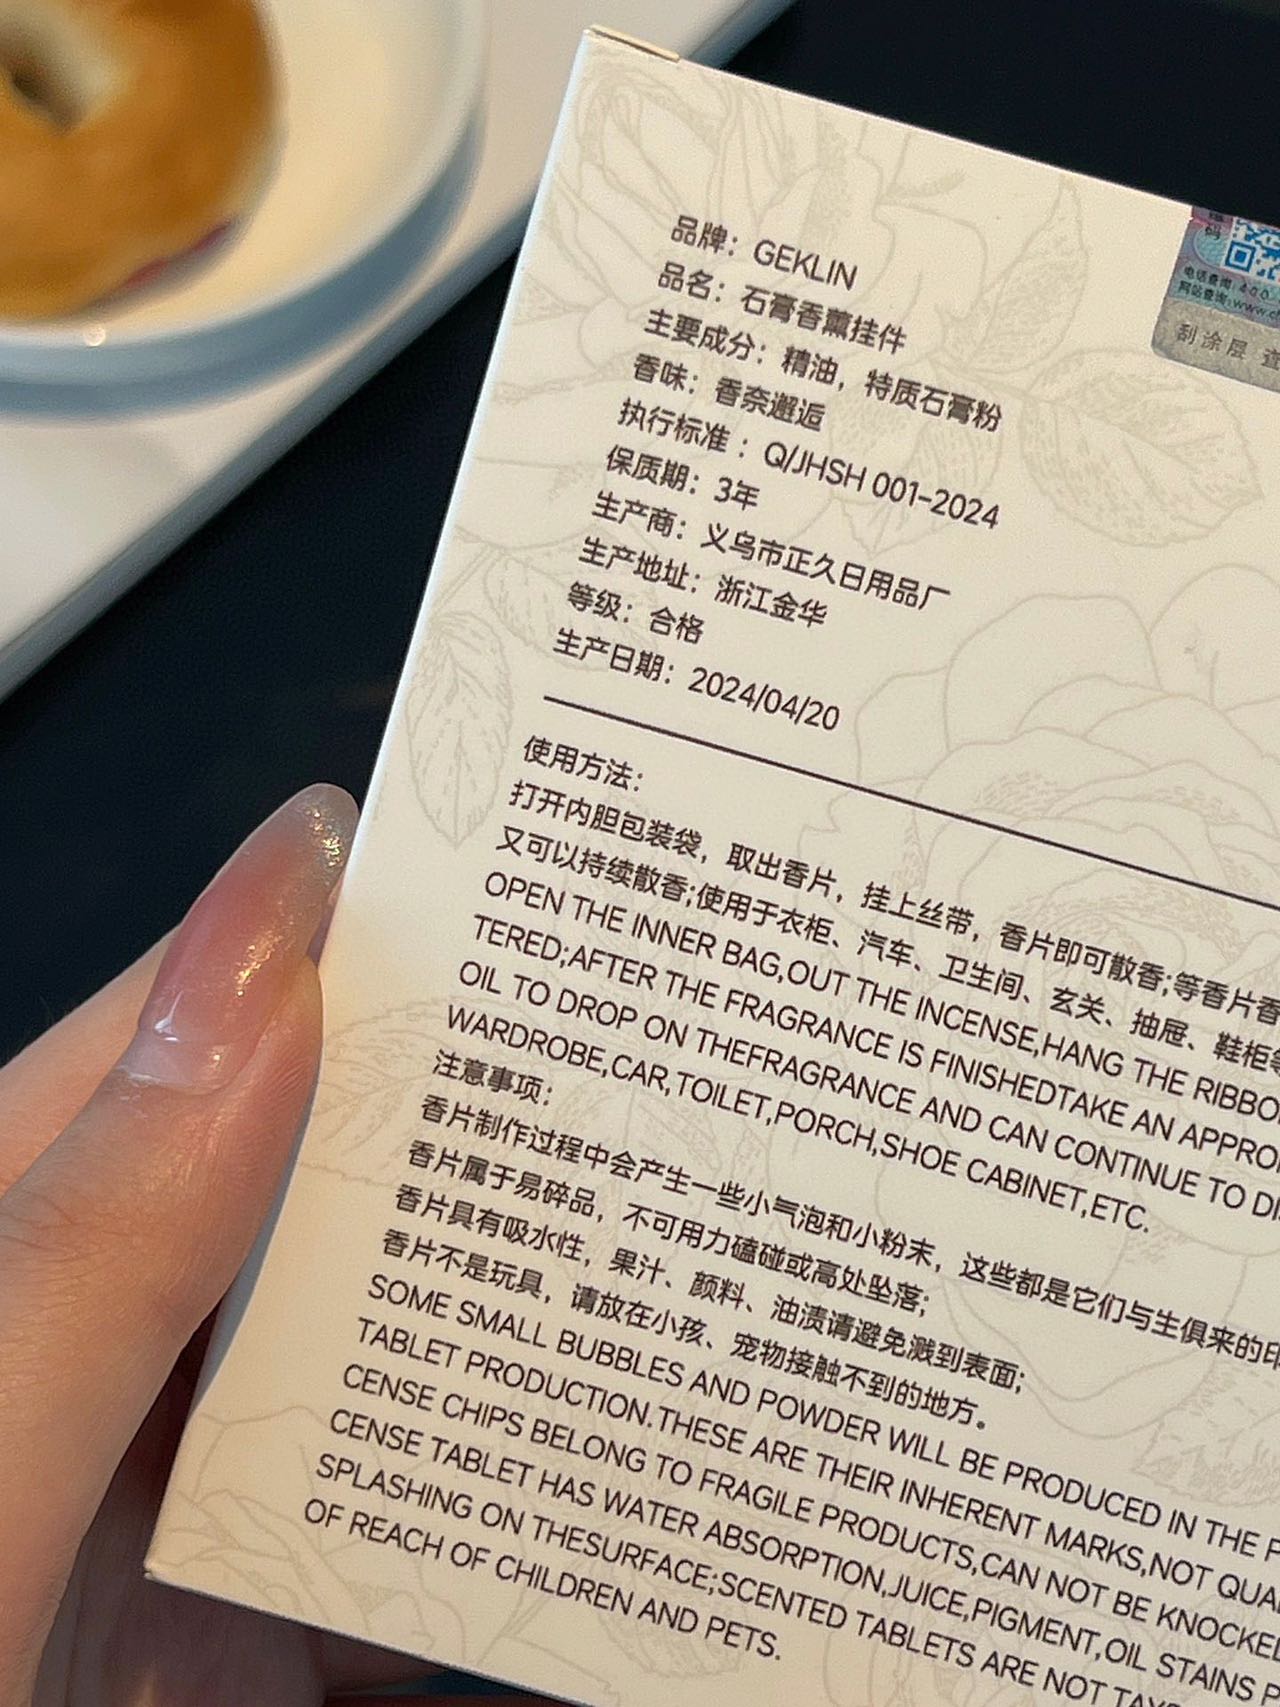 码
电话查询:400
网站查询:www.c
刮涂层 查
品牌：GEKLIN
品名：石膏香薰挂件
主要成分：精油，特质石膏粉
香味：香奈邂逅
执行标准：Q/JHSH 001-2024
保质期：3年
生产商：义乌市正久日用品厂
生产地址：浙江金华
等级：合格
生产日期：2024/04/20
使用方法：
打开内胆包装袋，取出香片，挂上丝带，香片即可散香;等香片香
又可以持续散香;使用于衣柜、汽车、卫生间、玄关、抽屉、鞋柜等
OPEN THE INNER BAG,OUT THE INCENSE,HANG THE RIBBO
TERED;AFTER THE FRAGRANCE IS FINISHEDTAKE AN APPRO
OIL TO DROP ON THEFRAGRANCE AND CAN CONTINUE TO DI
WARDROBE,CAR,TOILET,PORCH,SHOE CABINET,ETC.
注意事项：
香片制作过程中会产生一些小气泡和小粉末，这些都是它们与生俱来的印
香片属于易碎品，不可用力磕碰或高处坠落；
香片具有吸水性，果汁、颜料、油渍请避免溅到表面；
香片不是玩具，请放在小孩、宠物接触不到的地方。
SOME SMALL BUBBLES AND POWDER WILL BE PRODUCED IN THE P
TABLET PRODUCTION.THESE ARE THEIR INHERENT MARKS,NOT QUA
CENSE CHIPS BELONG TO FRAGILE PRODUCTS,CAN NOT BE KNOCKED
CENSE TABLET HAS WATER ABSORPTION,JUICE,PIGMENT,OIL STAINS
SPLASHING ON THESURFACE;SCENTED TABLETS ARE NOT
OF REACH OF CHILDREN AND PETS.